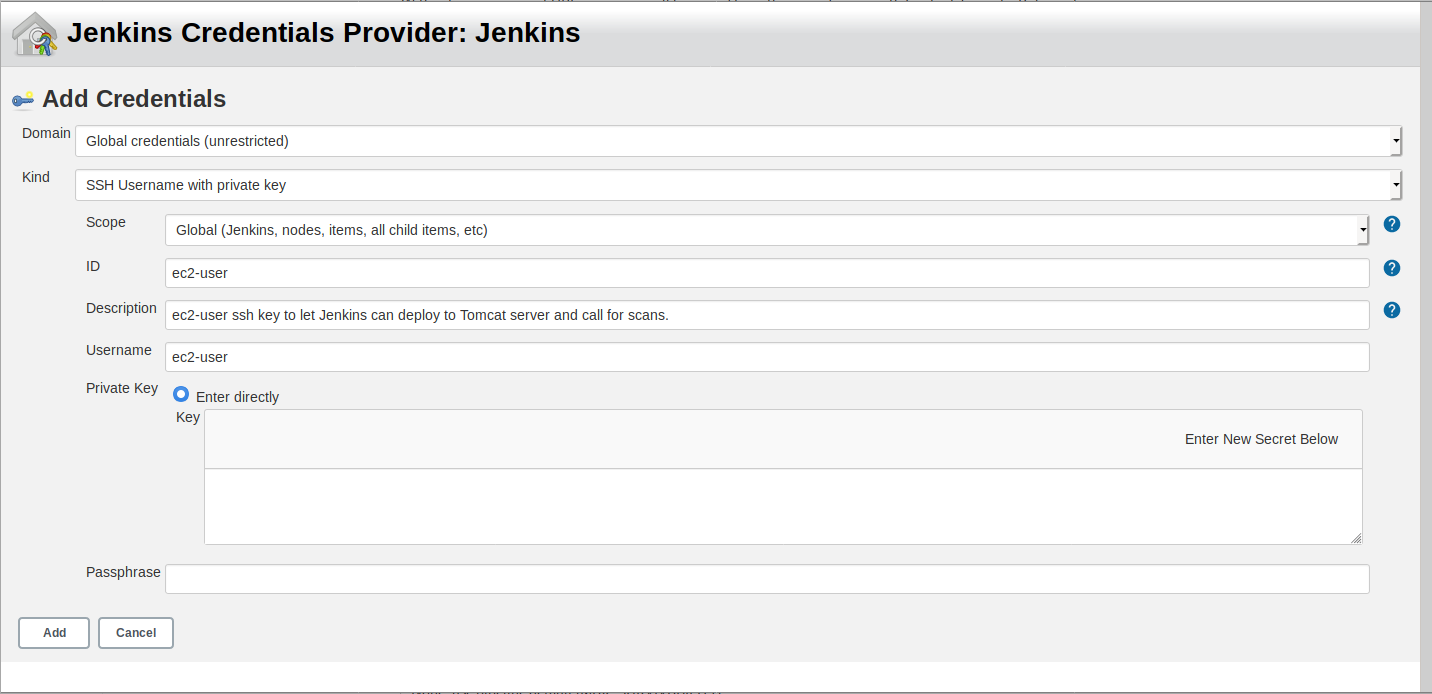 Jenkins Credentials Provider: Jenkins
Add Credentials
Domain Global credentials (unrestricted)
Kind SSH Username with private key
Scope Global (Jenkins, nodes, items, all child items, etc)
ID ec2-user
Description ec2-user ssh key to let Jenkins can deploy to Tomcat server and call for scans.
Username ec2-user
Private Key Enter directly
Key
Enter New Secret Below
Passphrase
Add Cancel